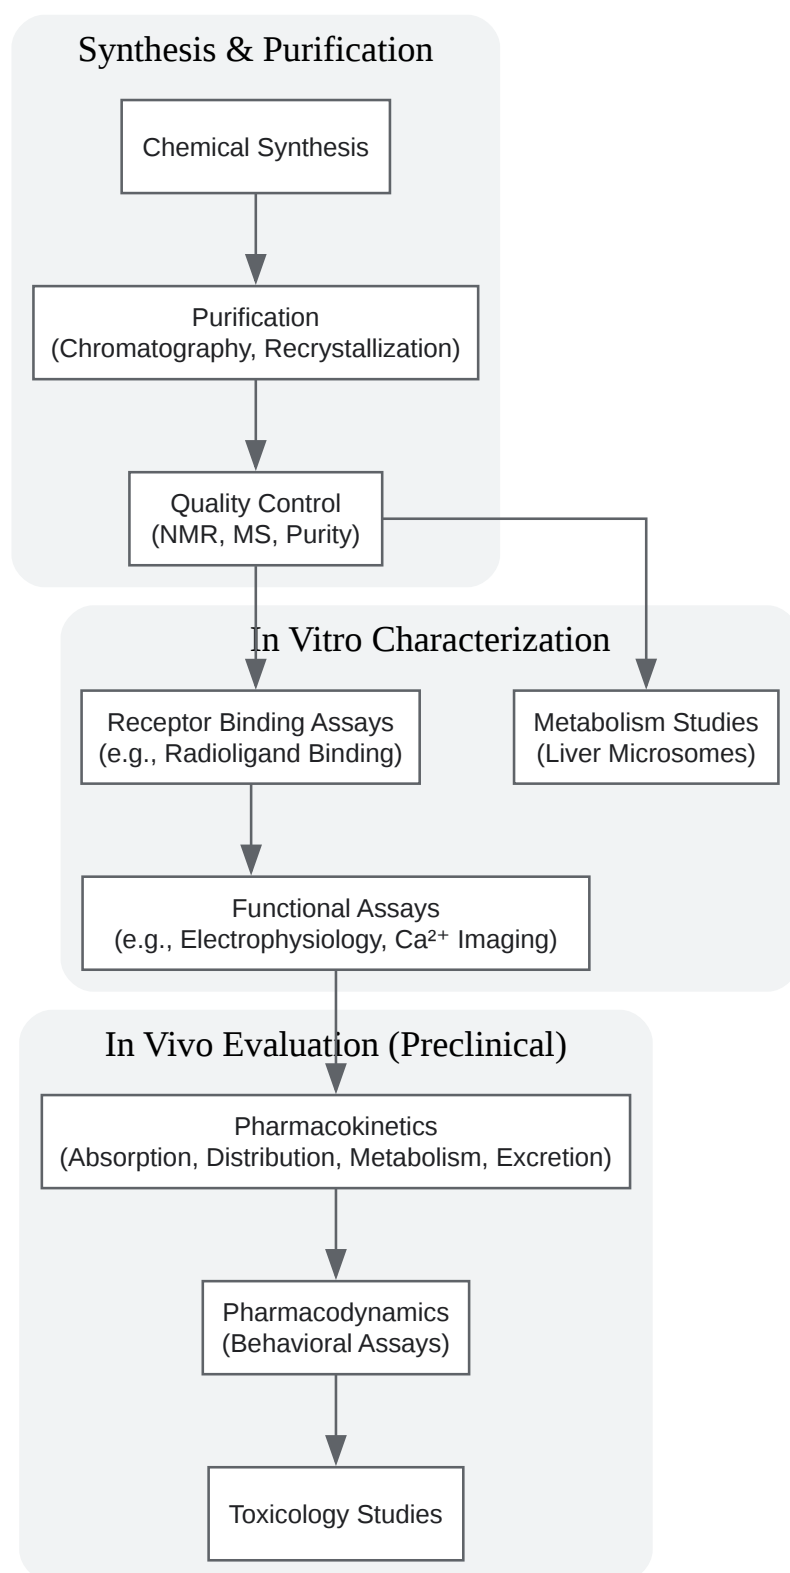 Synthesis & Purification
Chemical Synthesis
Purification
(Chromatography, Recrystallization)
Quality Control
(NMR, MS, Purity)
In Vitro Characterization
Receptor Binding Assays
(e.g., Radioligand Binding)
Metabolism Studies
(Liver Microsomes)
Functional Assays
(e.g., Electrophysiology, Ca²⁺ Imaging)
In Vivo Evaluation (Preclinical)
Pharmacokinetics
(Absorption, Distribution, Metabolism, Excretion)
Pharmacodynamics
(Behavioral Assays)
Toxicology Studies